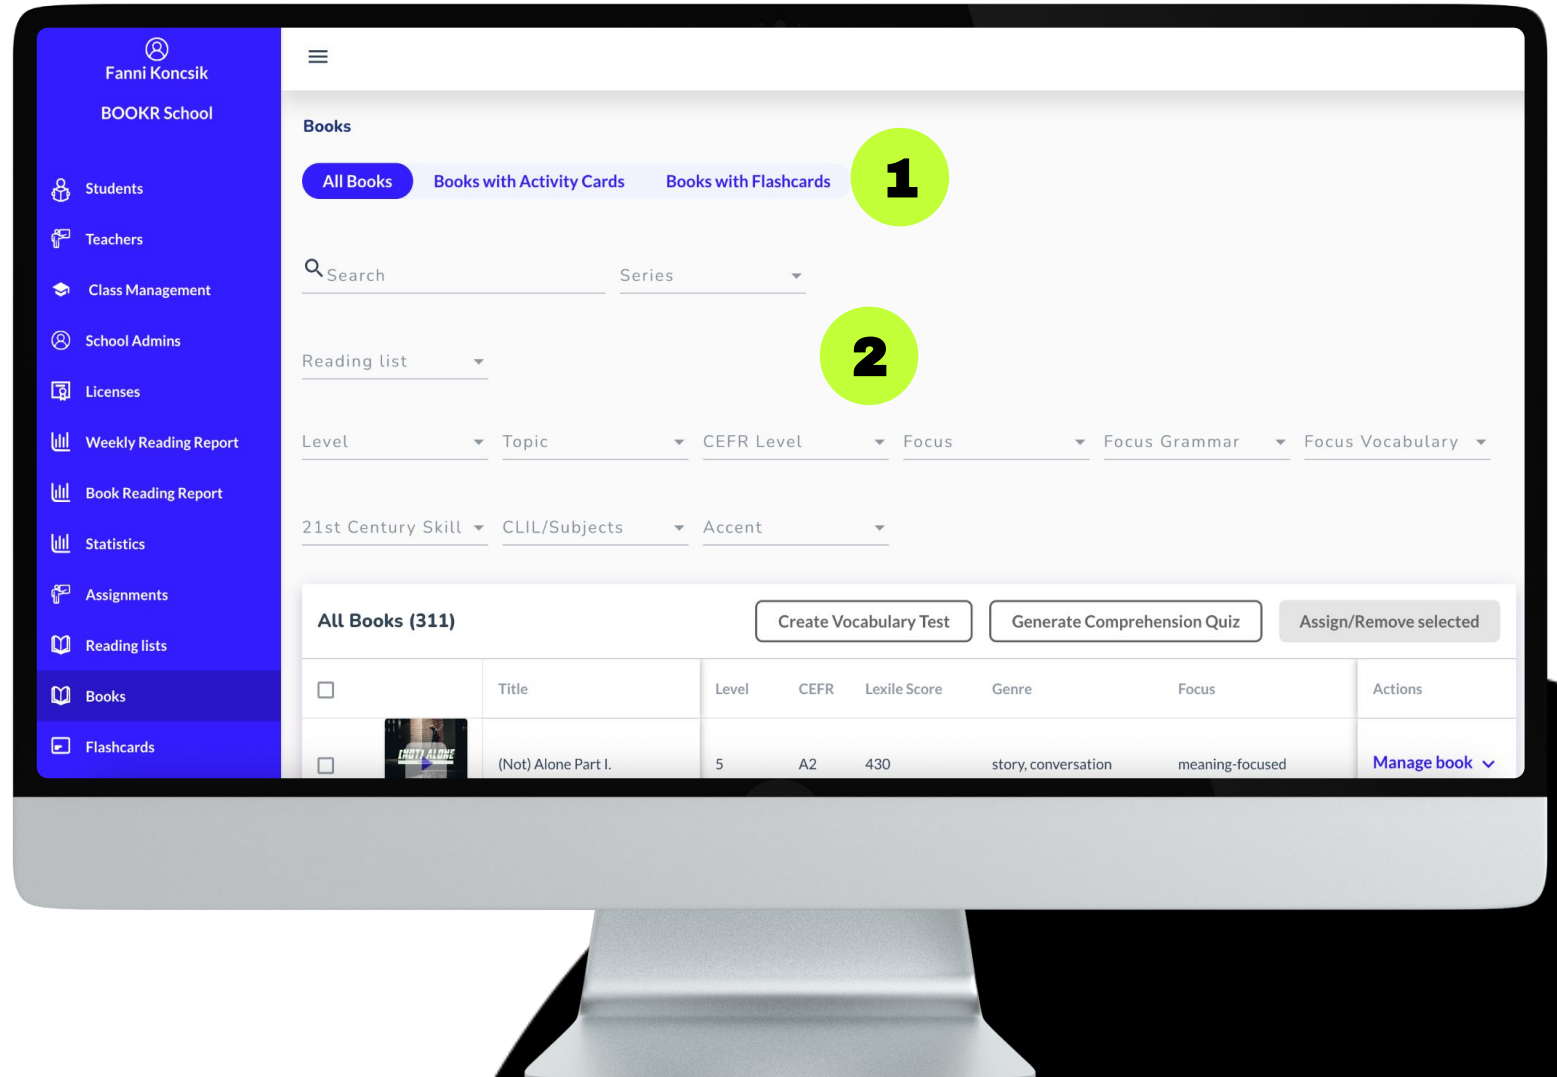 Fanni Koncsik
BOOKR School
Students
Teachers
Class Management
School Admins
Licenses
Weekly Reading Report
Book Reading Report
Statistics
Assignments
Reading lists
Books
Flashcards
Books
All Books Books with Activity Cards Books with Flashcards
1
Search Series
2
Reading list
Level Topic CEFR Level Focus Focus Grammar Focus Vocabulary
21st Century Skill CLIL/Subjects Accent
All Books (311) Create Vocabulary Test Generate Comprehension Quiz Assign/Remove selected
Title Level CEFR Lexile Score Genre Focus Actions
(NOT) ALONE
(Not) Alone Part I. 5 A2 430 story, conversation meaning-focused Manage book